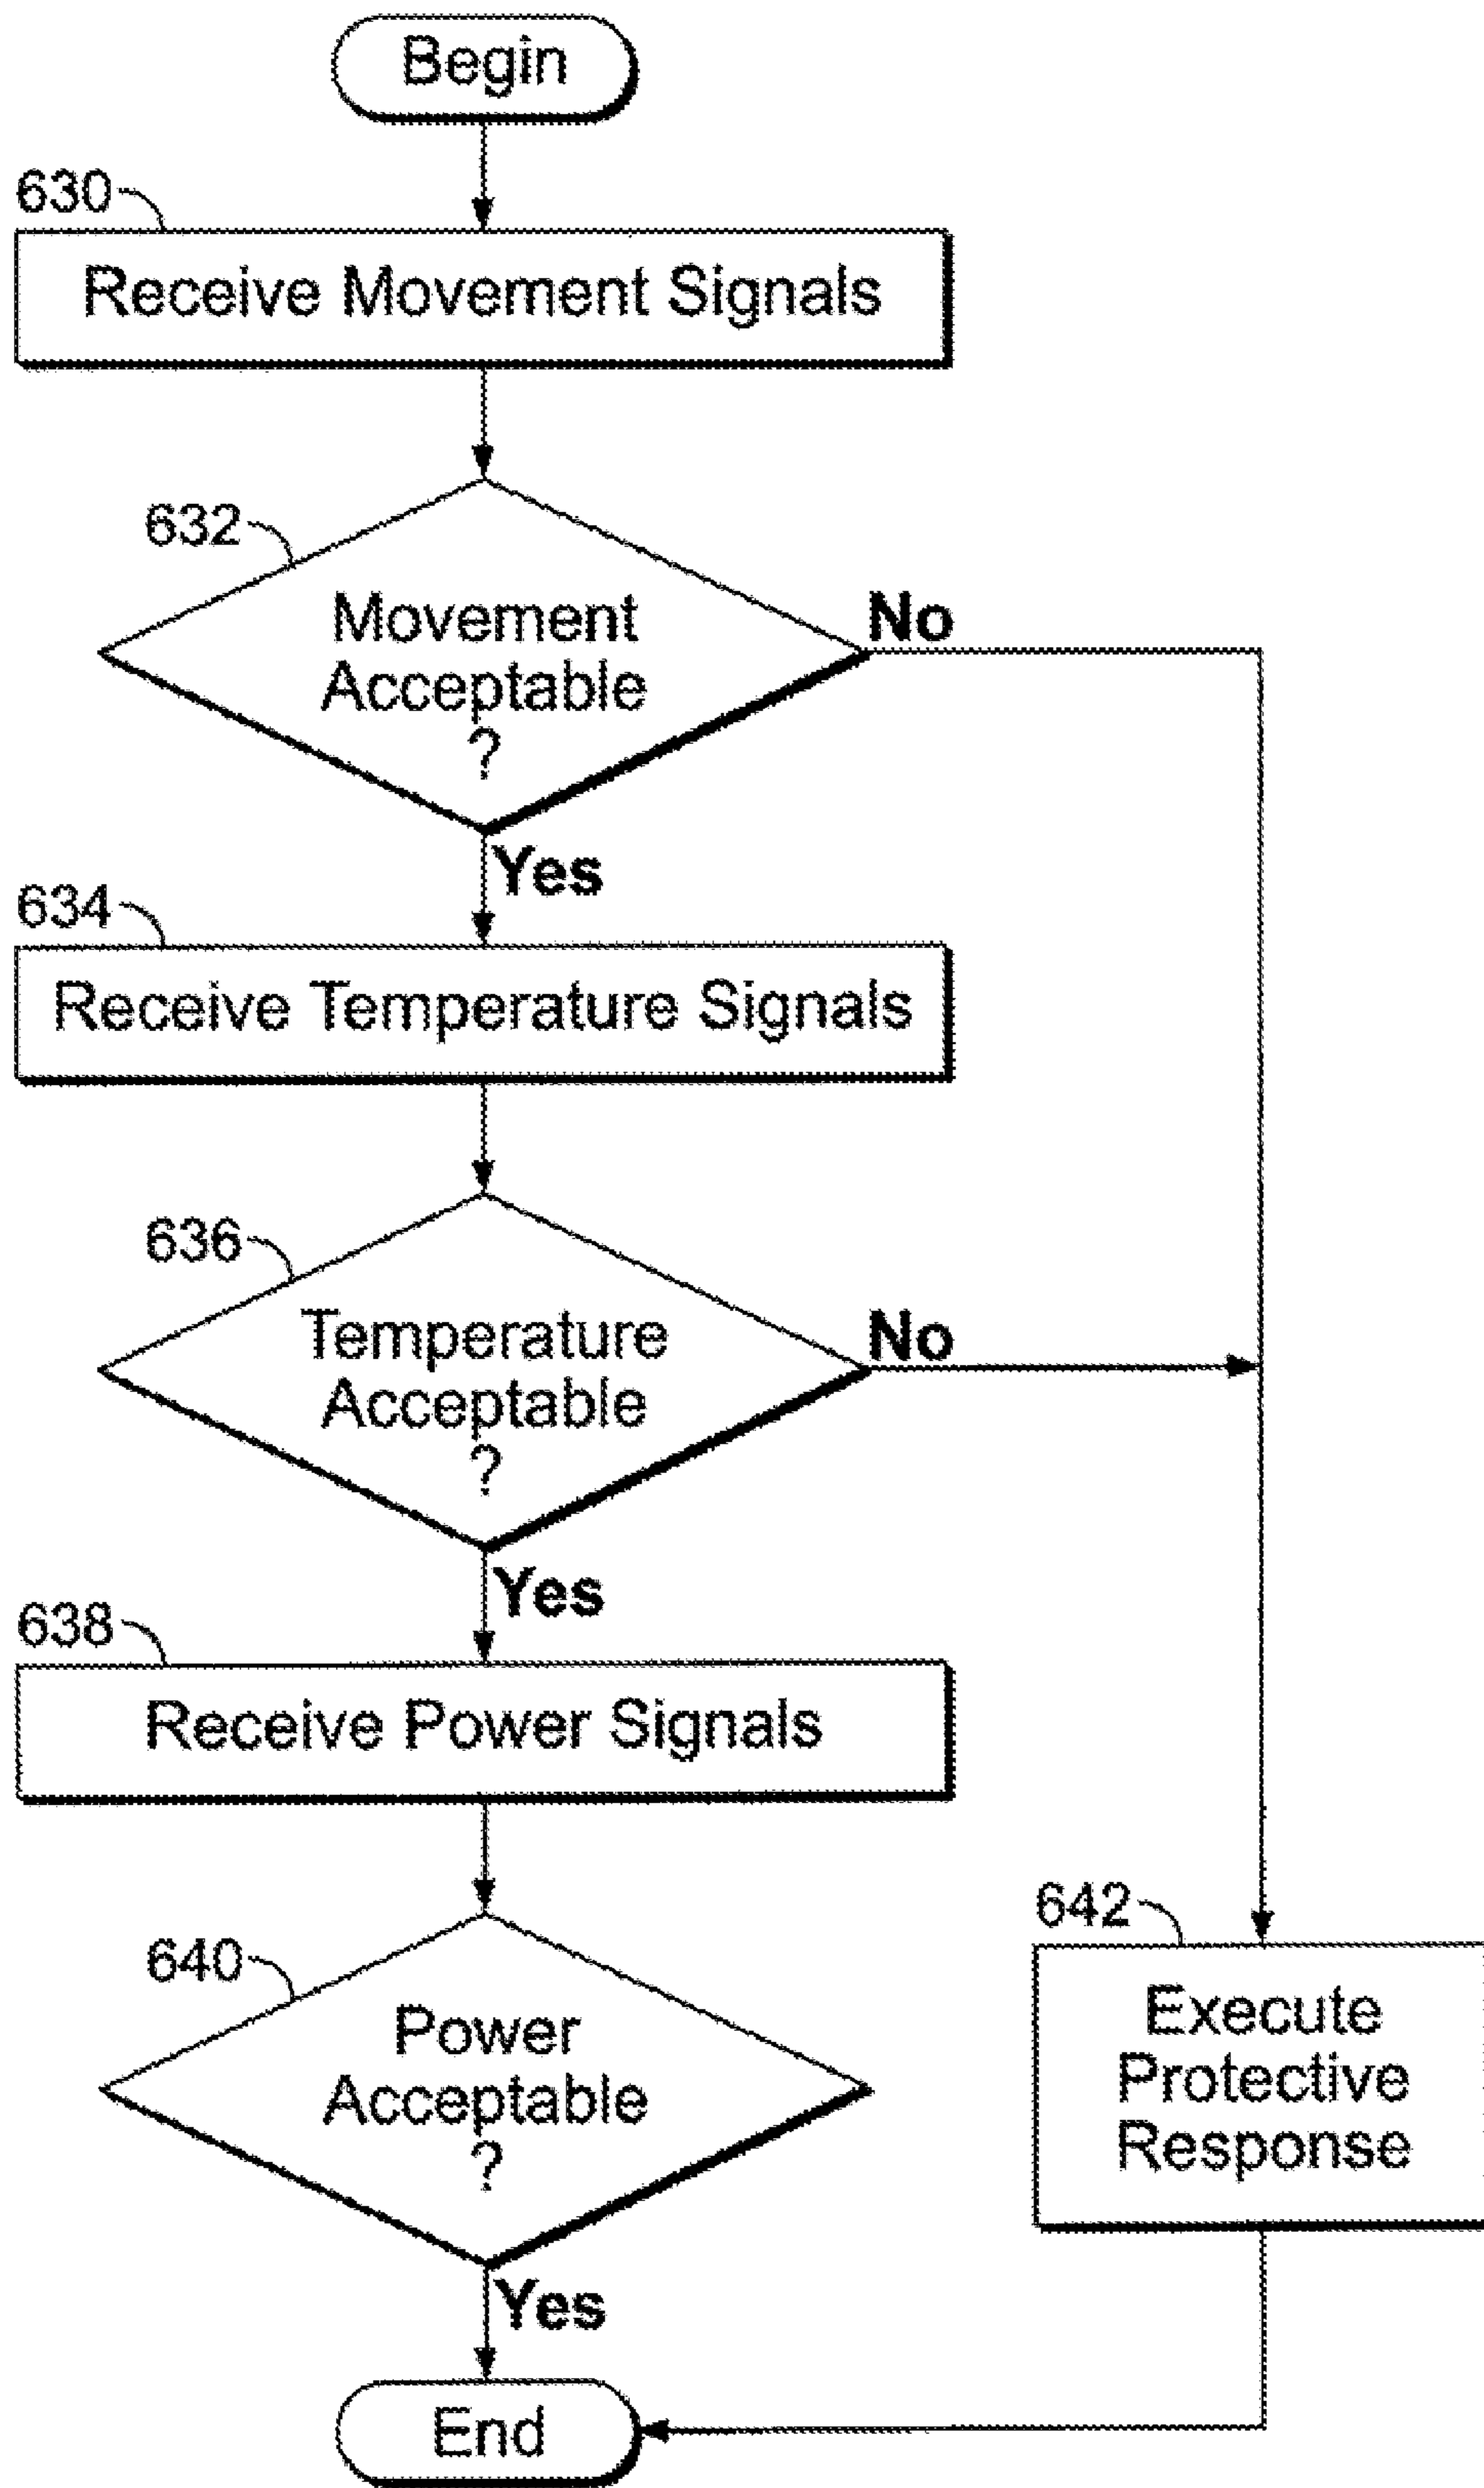 Begin
630
Receive Movement Signals
632
Movement
Acceptable
?
No
Yes
634
Receive Temperature Signals
636
Temperature
Acceptable
?
No
Yes
638
Receive Power Signals
640
Power
Acceptable
?
Yes
642
Execute
Protective
Response
End